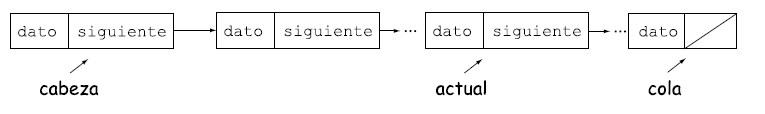 dato siguiente dato siguiente ... dato siguiente ... dato
cabeza actual cola